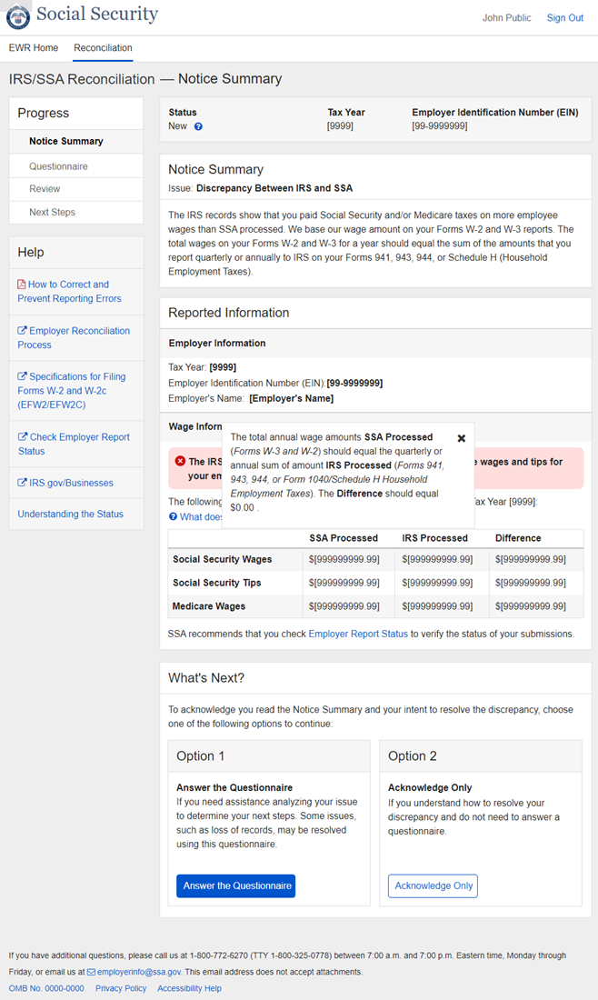 Social Security
John Public
Sign Out
EWR Home
Reconciliation
IRS/SSA Reconciliation — Notice Summary
Progress
Notice Summary
Questionnaire
Review
Next Steps
Help
How to Correct and
Prevent Reporting Errors
Employer Reconciliation
Process
Specifications for Filing
Forms W-2 and W-2c
(EFW2/EFW2C)
Check Employer Report
Status
IRS.gov/Businesses
Understanding the Status
Status
Tax Year
Employer Identification Number (EIN)
New
[9999]
[99-9999999]
Notice Summary
Issue: Discrepancy Between IRS and SSA
The IRS records show that you paid Social Security and/or Medicare taxes on more employee
wages than SSA processed. We base our wage amount on your Forms W-2 and W-3 reports. The
total wages on your Forms W-2 and W-3 for a year should equal the sum of the amounts that you
report quarterly or annually to IRS on your Forms 941, 943, 944, or Schedule H (Household
Employment Taxes).
Reported Information
Employer Information
Tax Year: [9999]
Employer Identification Number (EIN):[99-9999999]
Employer's Name: [Employer's Name]
Wage Inform
The total annual wage amounts SSA Processed
(Forms W-3 and W-2) should equal the quarterly or
annual sum of amount IRS Processed (Forms 941,
943, 944, or Form 1040/Schedule H Household
Employment Taxes). The Difference should equal
$0.00 .
The IRS
e wages and tips for
your em
The following
Tax Year [9999]:
What does
SSA Processed
IRS Processed
Difference
Social Security Wages
$[999999999.99]
$[999999999.99]
$[999999999.99]
Social Security Tips
$[999999999.99]
$[999999999.99]
$[999999999.99]
Medicare Wages
$[999999999.99]
$[999999999.99]
$[999999999.99]
SSA recommends that you check Employer Report Status to verify the status of your submissions.
What's Next?
To acknowledge you read the Notice Summary and your intent to resolve the discrepancy, choose
one of the following options to continue:
Option 1
Answer the Questionnaire
If you need assistance analyzing your issue
to determine your next steps. Some issues,
such as loss of records, may be resolved
using this questionnaire.
Answer the Questionnaire
Option 2
Acknowledge Only
If you understand how to resolve your
discrepancy and do not need to answer a
questionnaire.
Acknowledge Only
If you have additional questions, please call us at 1-800-772-6270 (TTY 1-800-325-0778) between 7:00 a.m. and 7:00 p.m. Eastern time, Monday through
Friday, or email us at employerinfo@ssa.gov. This email address does not accept attachments.
OMB No. 0000-0000
Privacy Policy
Accessibility Help